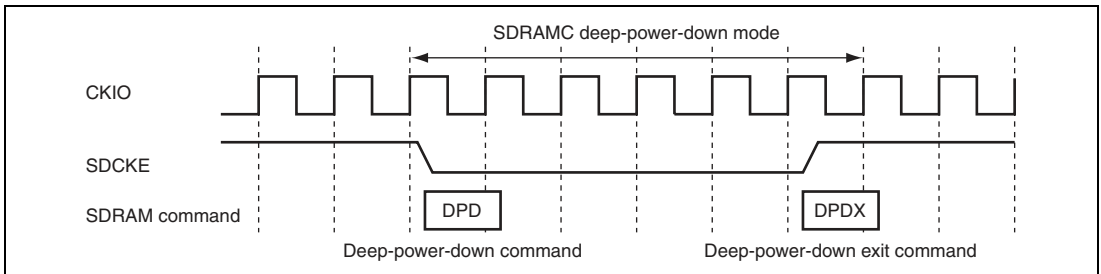 SDRAMC deep-power-down mode
CKIO
SDCKE
SDRAM command
DPD
DPDX
Deep-power-down command
Deep-power-down exit command